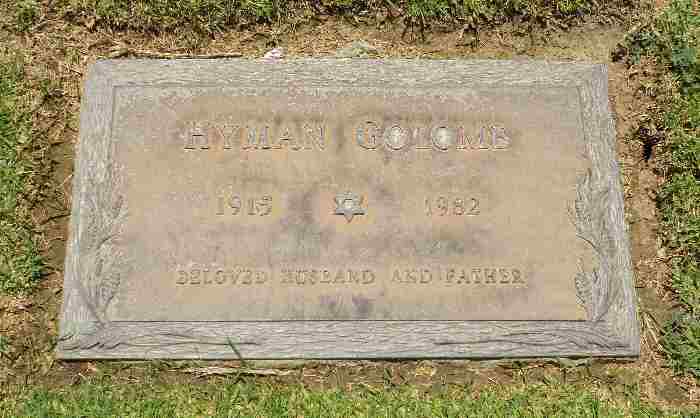 HYMAN GOLOMB
1915 1982
BELOVED HUSBAND AND FATHER